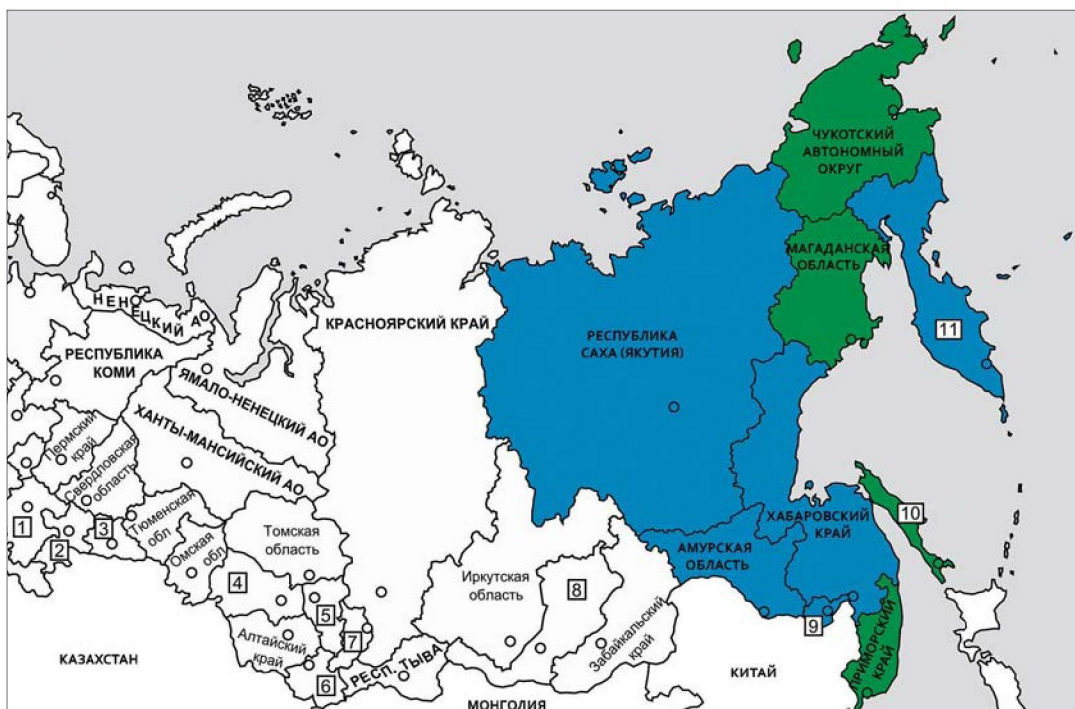 ЧУКОТСКИЙ
АВТОНОМНЫЙ
ОКРУГ
МАГАДАНСКАЯ
ОБЛАСТЬ
НЕНЕЦКИЙ АО
КРАСНОЯРСКИЙ КРАЙ
РЕСПУБЛИКА
САХА (ЯКУТИЯ)
11
РЕСПУБЛИКА
КОМИ
ЯМАЛО-НЕНЕЦКИЙ АО
ХАНТЫ-МАНСИЙСКИЙ АО
Пермский
край
Свердловская
область
10
1
2
3
Тюменская
обл
Омская
обл
Томская
область
ХАБАРОВСКИЙ
КРАЙ
АМУРСКАЯ
ОБЛАСТЬ
4
5
Иркутская
область
8
9
Алтайский
край
7
6
РЕСП. ТЫВА
Забайкальский
край
ПРИМОРСКИЙ
КРАЙ
КАЗАХСТАН
КИТАЙ
МОНГОЛИЯ